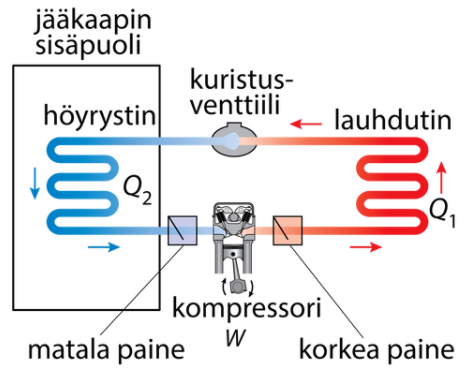 jääkaapin
sisäpuoli
kuristus-
venttiili
höyrystin
lauhdutin
Q2
Q1
kompressori
W
matala paine
korkea paine